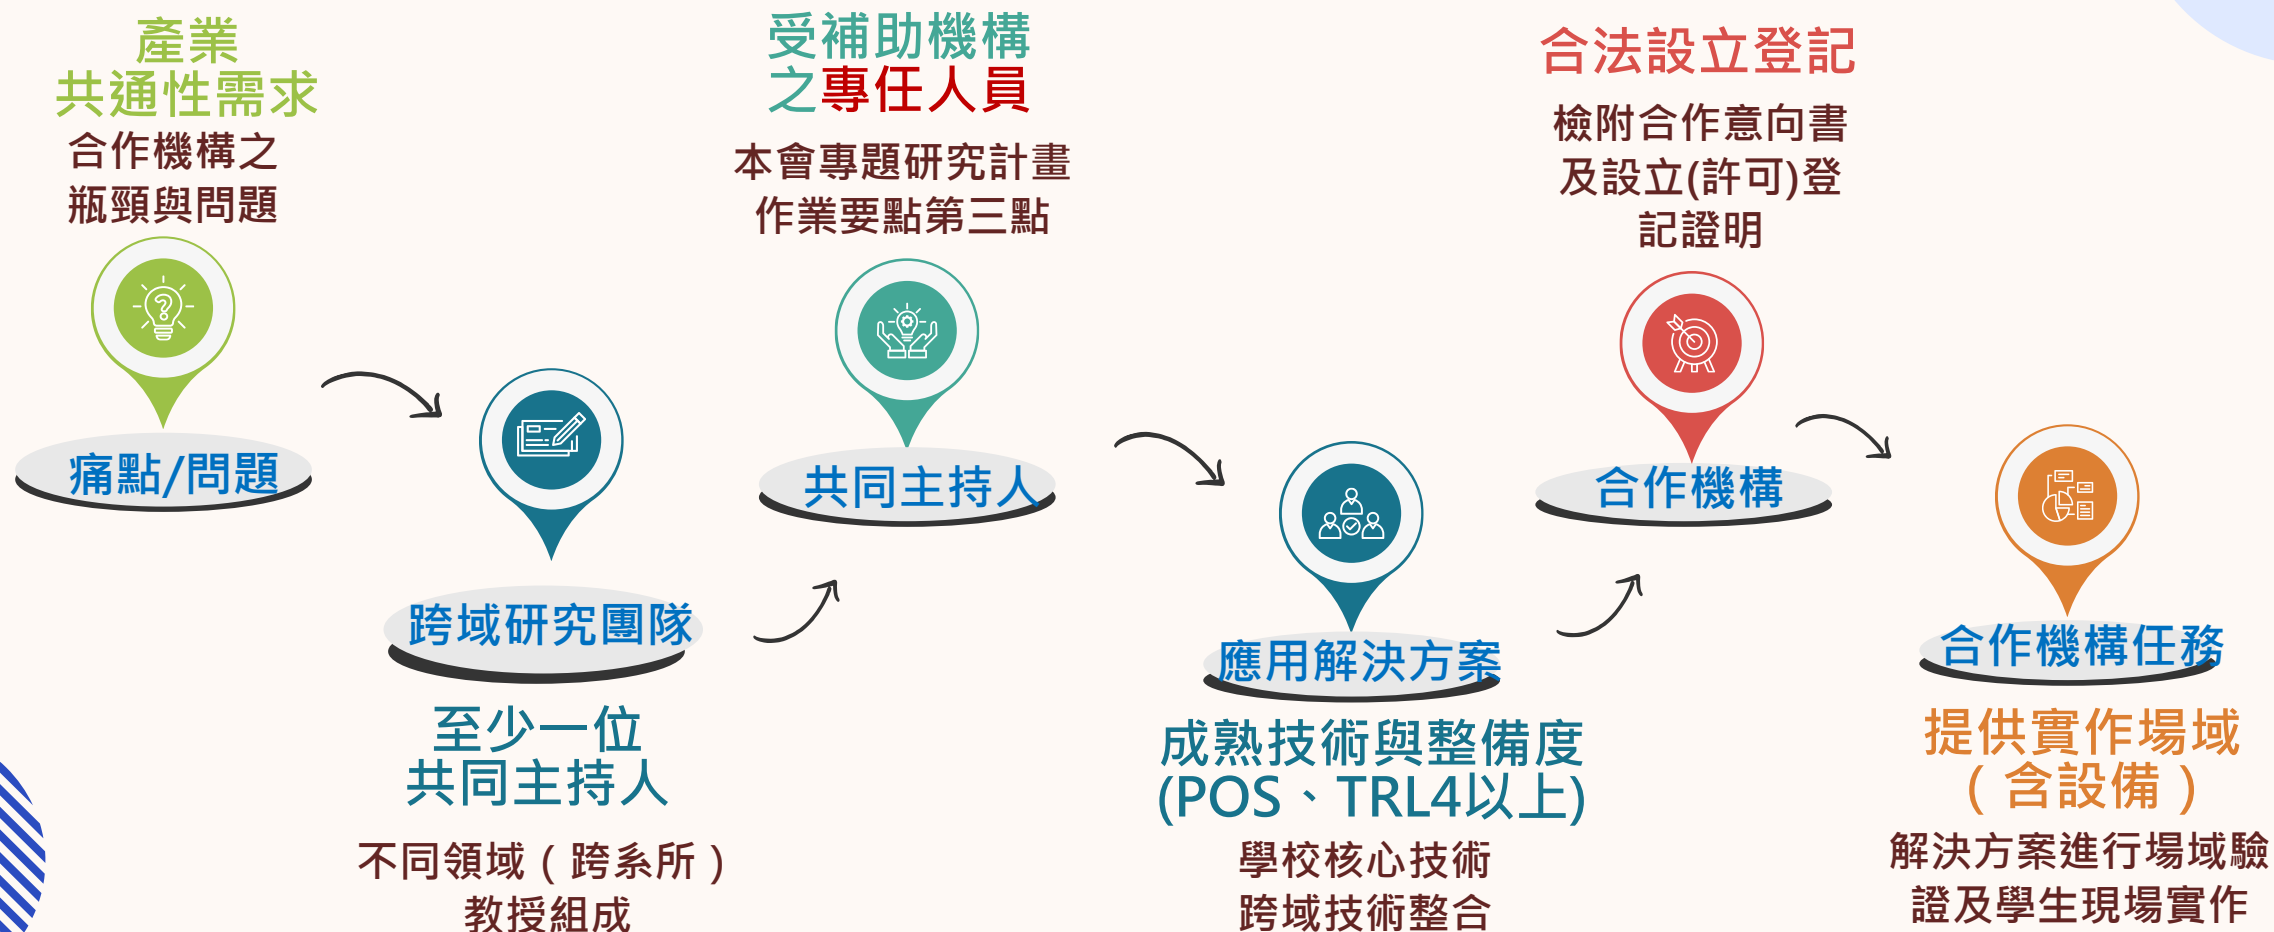 產業
共通性需求
合作機構之
瓶頸與問題
痛點/問題
跨域研究團隊
至少一位
共同主持人
不同領域（跨系所）
教授組成
受補助機構
之專任人員
本會專題研究計畫
作業要點第三點
共同主持人
應用解決方案
成熟技術與整備度
(POS、TRL4以上)
學校核心技術
跨域技術整合
合法設立登記
檢附合作意向書
及設立(許可)登
記證明
合作機構
合作機構任務
提供實作場域
（含設備）
解決方案進行場域驗
證及學生現場實作